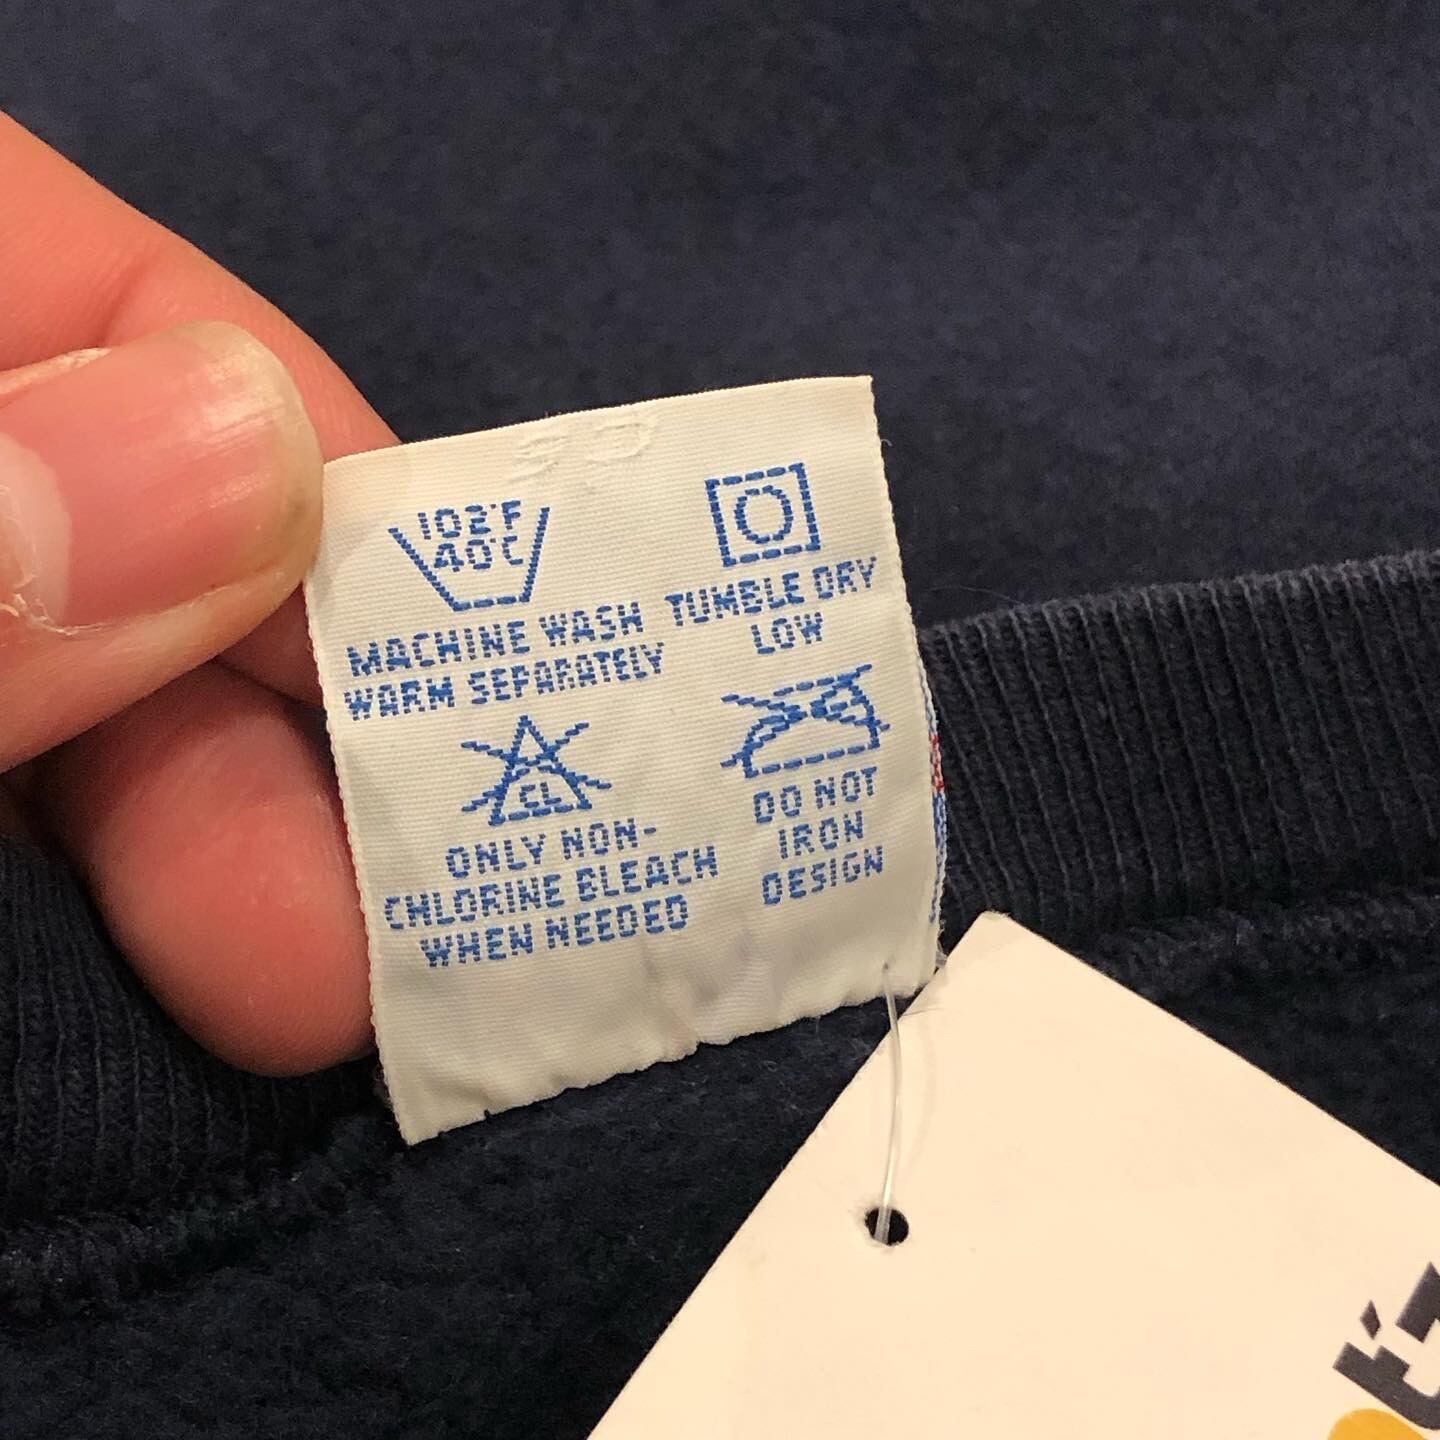 102°F
40°C
MACHINE WASH
WARM SEPARATELY
TUMBLE DRY
LOW
CL
ONLY NON-
CHLORINE BLEACH
WHEN NEEDED
DO NOT
IRON
DESIGN